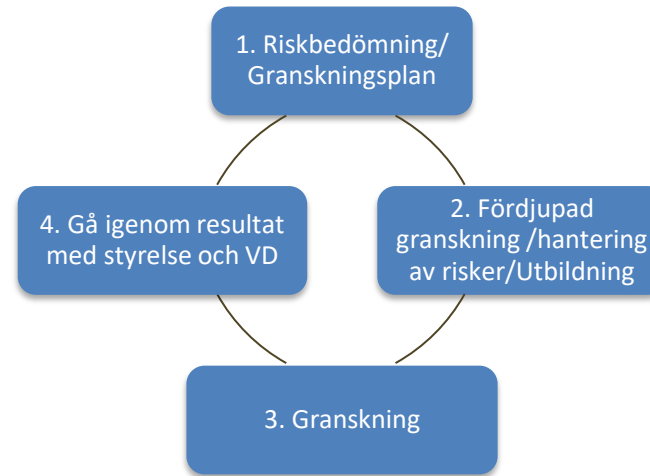 1. Riskbedömning/
Granskningsplan
2. Fördjupad
granskning /hantering
av risker/Utbildning
3. Granskning
4. Gå igenom resultat
med styrelse och VD